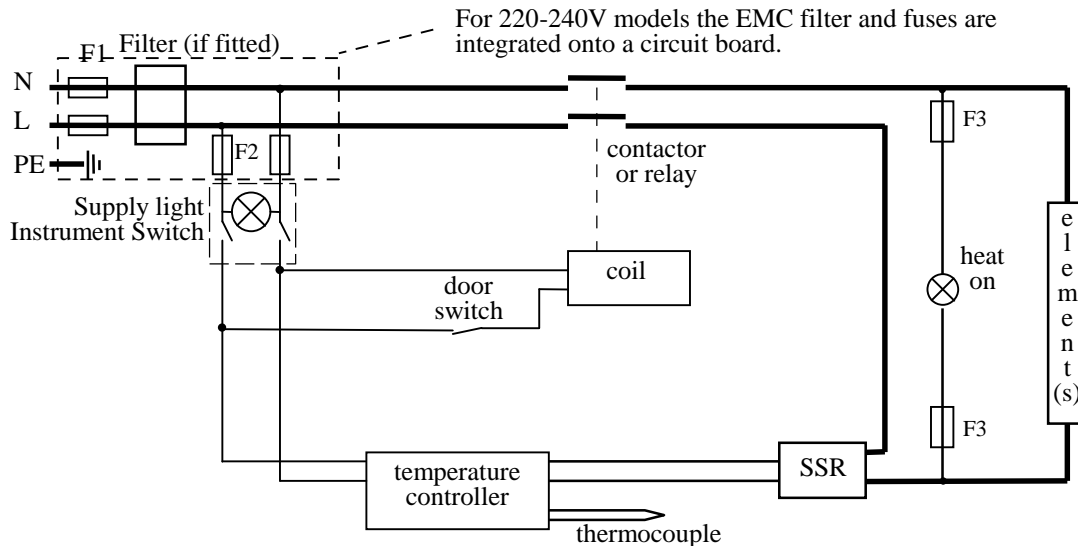 For 220-240V models the EMC filter and fuses are
integrated onto a circuit board.
Filter (if fitted)
F1
N
L
PE
F2
F3
contactor
or relay
Supply light
Instrument Switch
coil
door
switch
heat
on
element(s)
F3
SSR
temperature
controller
thermocouple